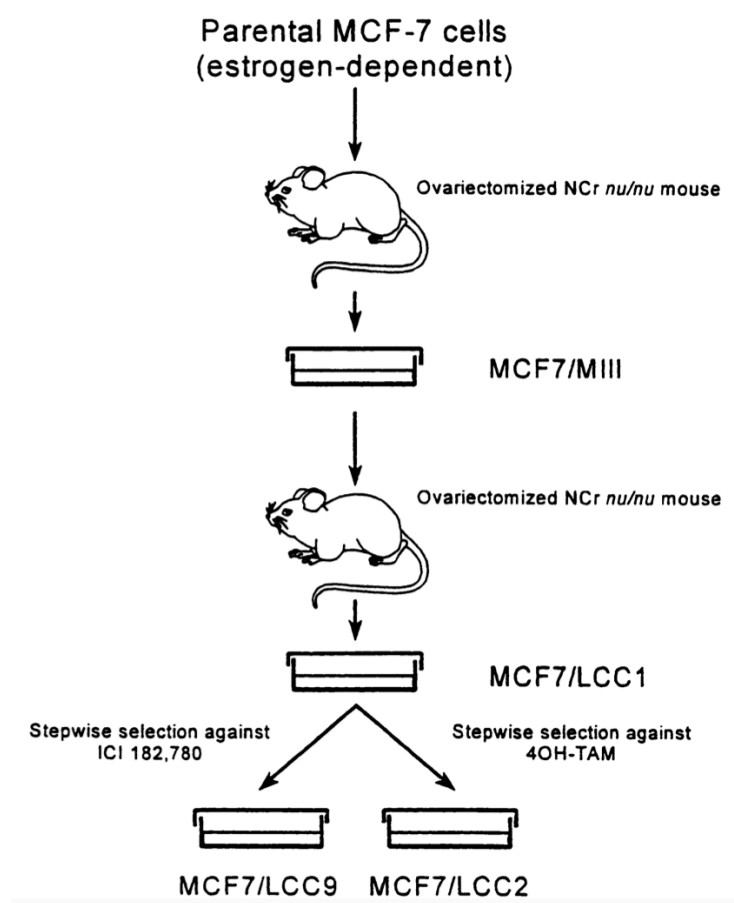 Parental MCF-7 cells
(estrogen-dependent)
Ovariectomized NCr nu/nu mouse
MCF7/MIII
Ovariectomized NCr nu/nu mouse
MCF7/LCC1
Stepwise selection against
ICI 182,780
Stepwise selection against
4OH-TAM
MCF7/LCC9
MCF7/LCC2